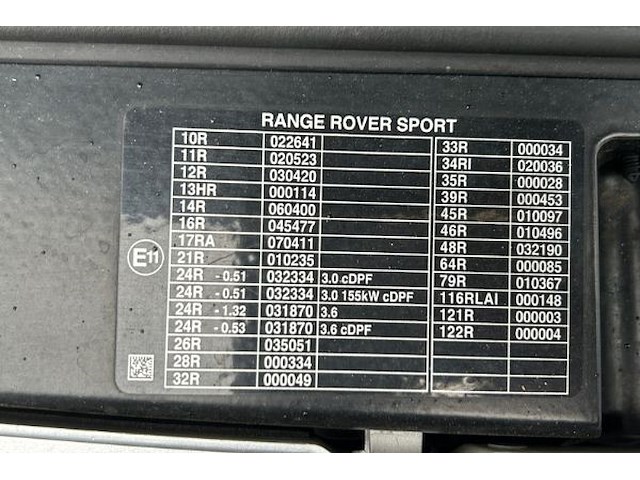 RANGE ROVER SPORT
10R 022641
11R 020523
12R 030420
13HR 000114
14R 060400
16R 045477
17RA 070411
21R 010235
24R - 0.51 032334 3.0 cDPF
24R - 0.51 032334 3.0 155kW cDPF
24R - 1.32 031870 3.6
24R - 0.53 031870 3.6 cDPF
26R 035051
28R 000334
32R 000049
33R 000034
34RI 020036
35R 000028
39R 000453
45R 010097
46R 010496
48R 032190
64R 000085
79R 010367
116RLAI 000148
121R 000003
122R 000004
E11